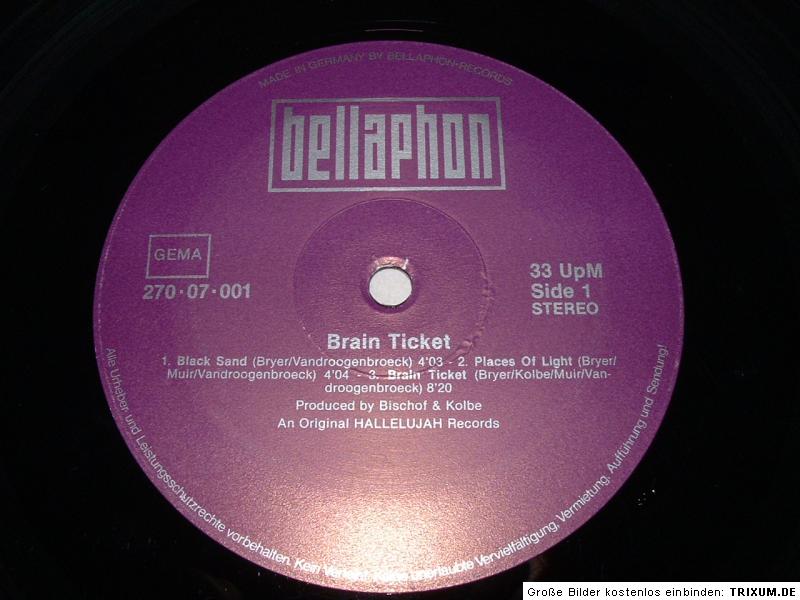 MADE IN GERMANY BY BELLAPHON-RECORDS
bellaphon
GEMA
270·07·001
33 UpM
Side 1
STEREO
Brain Ticket
1. Black Sand (Bryer/Vandroogenbroeck) 4'03 - 2. Places Of Light (Bryer/
Muir/Vandroogenbroeck) 4'04 - 3. Brain Ticket (Bryer/Kolbe/Muir/Van-
droogenbroeck) 8'20
Produced by Bischof & Kolbe
An Original HALLELUJAH Records
Alle Urheber und Leistungsschutzrechte vorbehalten. Kein Verleih! Keine unerlaubte Vervielfältigung, Vermietung, Aufführung und Sendung!
Große Bilder kostenlos einbinden: TRIXUM.DE